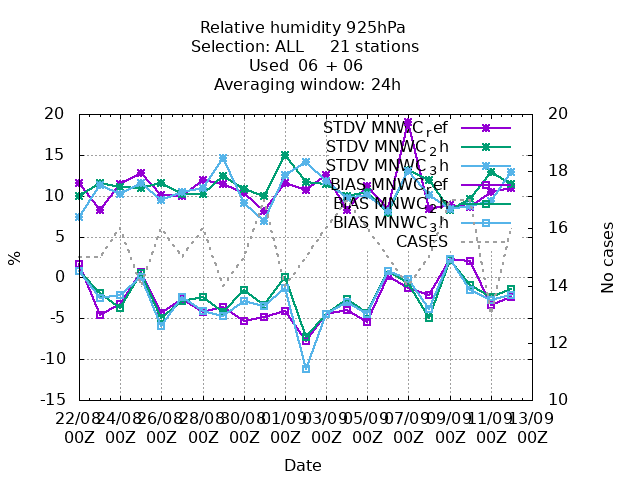 Relative humidity 925hPa
Selection: ALL 21 stations
Used 06 + 06
Averaging window: 24h
20 20
STDV MNWC_ref
STDV MNWC_2h
15 18
STDV MNWC_3h
BIAS MNWC_ref
10
BIAS MNWC_2h
BIAS MNWC_3h
5 16
CASES
% No cases
0
14
-5
12
-10
-15 10
22/08 24/08 26/08 28/08 30/08 01/09 03/09 05/09 07/09 09/09 11/09 13/09
00Z 00Z 00Z 00Z 00Z 00Z 00Z 00Z 00Z 00Z 00Z 00Z
Date